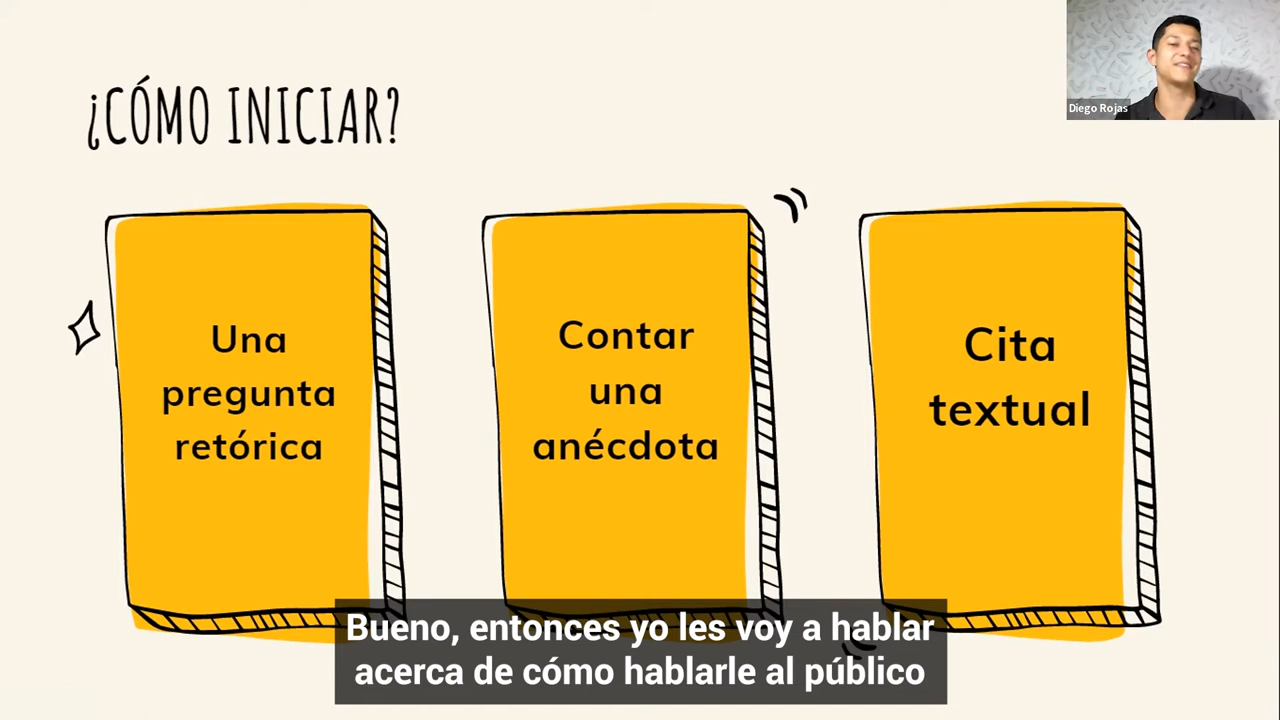 ¿CÓMO INICIAR?
Diego Rojas
Una
pregunta
retórica
Contar
una
anécdota
Cita
textual
Bueno, entonces yo les voy a hablar
acerca de cómo hablarle al público